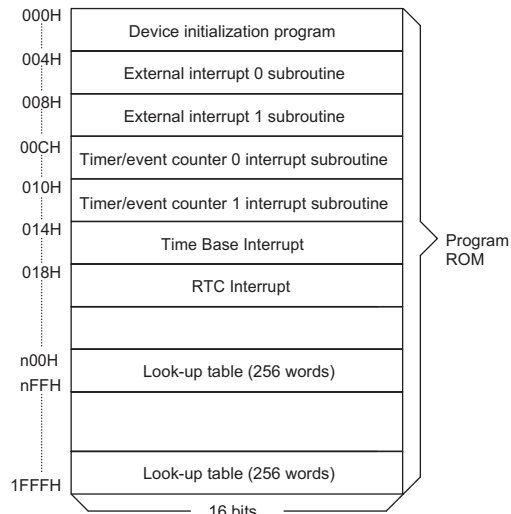 000H
Device initialization program
004H
External interrupt 0 subroutine
008H
External interrupt 1 subroutine
00CH
Timer/event counter 0 interrupt subroutine
010H
Timer/event counter 1 interrupt subroutine
014H
Time Base Interrupt
018H
RTC Interrupt
Program
ROM
n00H
Look-up table (256 words)
nFFH
Look-up table (256 words)
1FFFH
16 bits